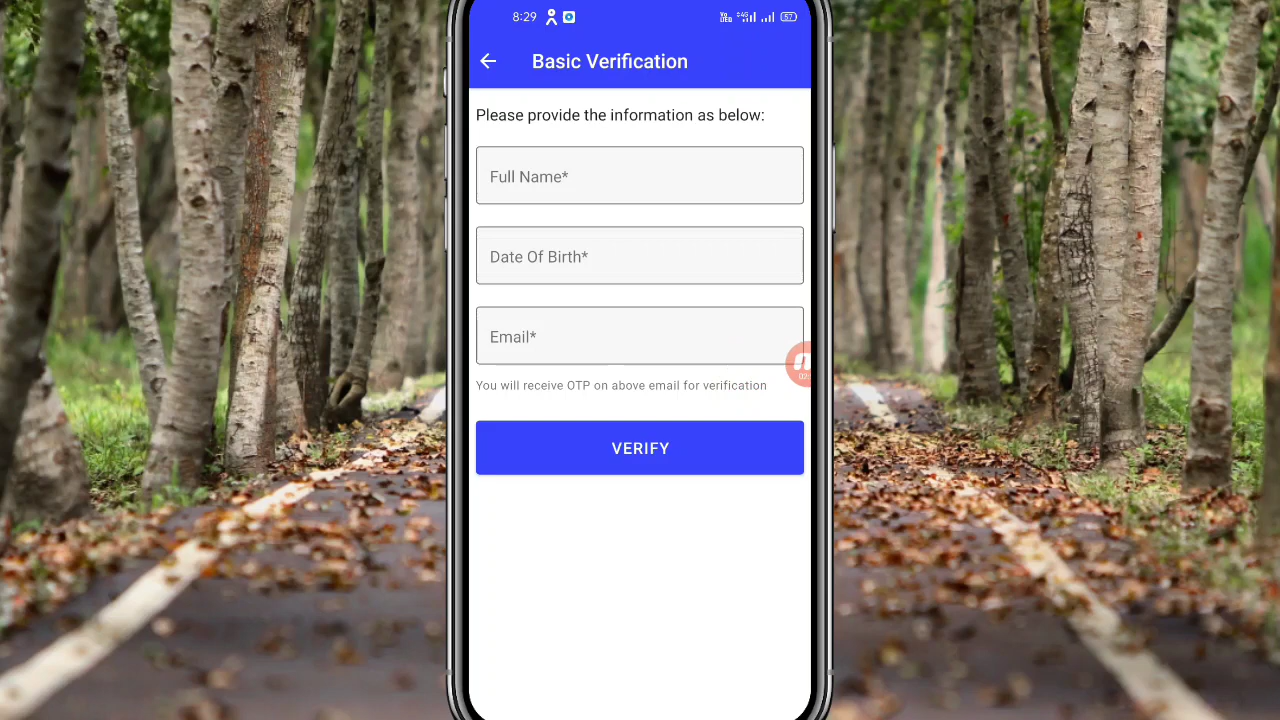 8:29
57
Basic Verification
Please provide the information as below:
Full Name*
Date Of Birth*
Email*
You will receive OTP on above email for verification
VERIFY